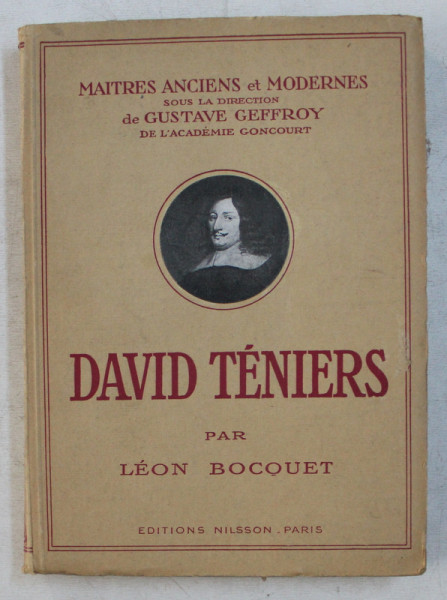 MAITRES ANCIENS et MODERNES
SOUS LA DIRECTION
de GUSTAVE GEFFROY
DE L'ACADÉMIE GONCOURT
DAVID TÉNIERS
PAR
LÉON BOCQUET
EDITIONS NILSSON . PARIS